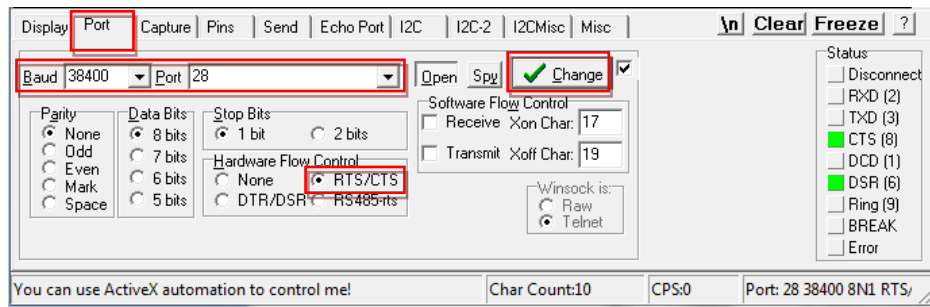 Display Port Capture Pins Send Echo Port I2C I2C-2 I2CMisc Misc \n Clear Freeze ?
Baud 38400 Port 28 Open Spy Change
Status
Disconnect
RXD (2)
TXD (3)
CTS (8)
DCD (1)
DSR (6)
Ring (9)
BREAK
Error
Parity
None
Odd
Even
Mark
Space
Data Bits
8 bits
7 bits
6 bits
5 bits
Stop Bits
1 bit 2 bits
Hardware Flow Control
None RTS/CTS
DTR/DSR RS485-rts
Software Flow Control
Receive Xon Char: 17
Transmit Xoff Char: 19
Winsock is:
Raw
Telnet
You can use ActiveX automation to control me! Char Count:10 CPS:0 Port: 28 38400 8N1 RTS/